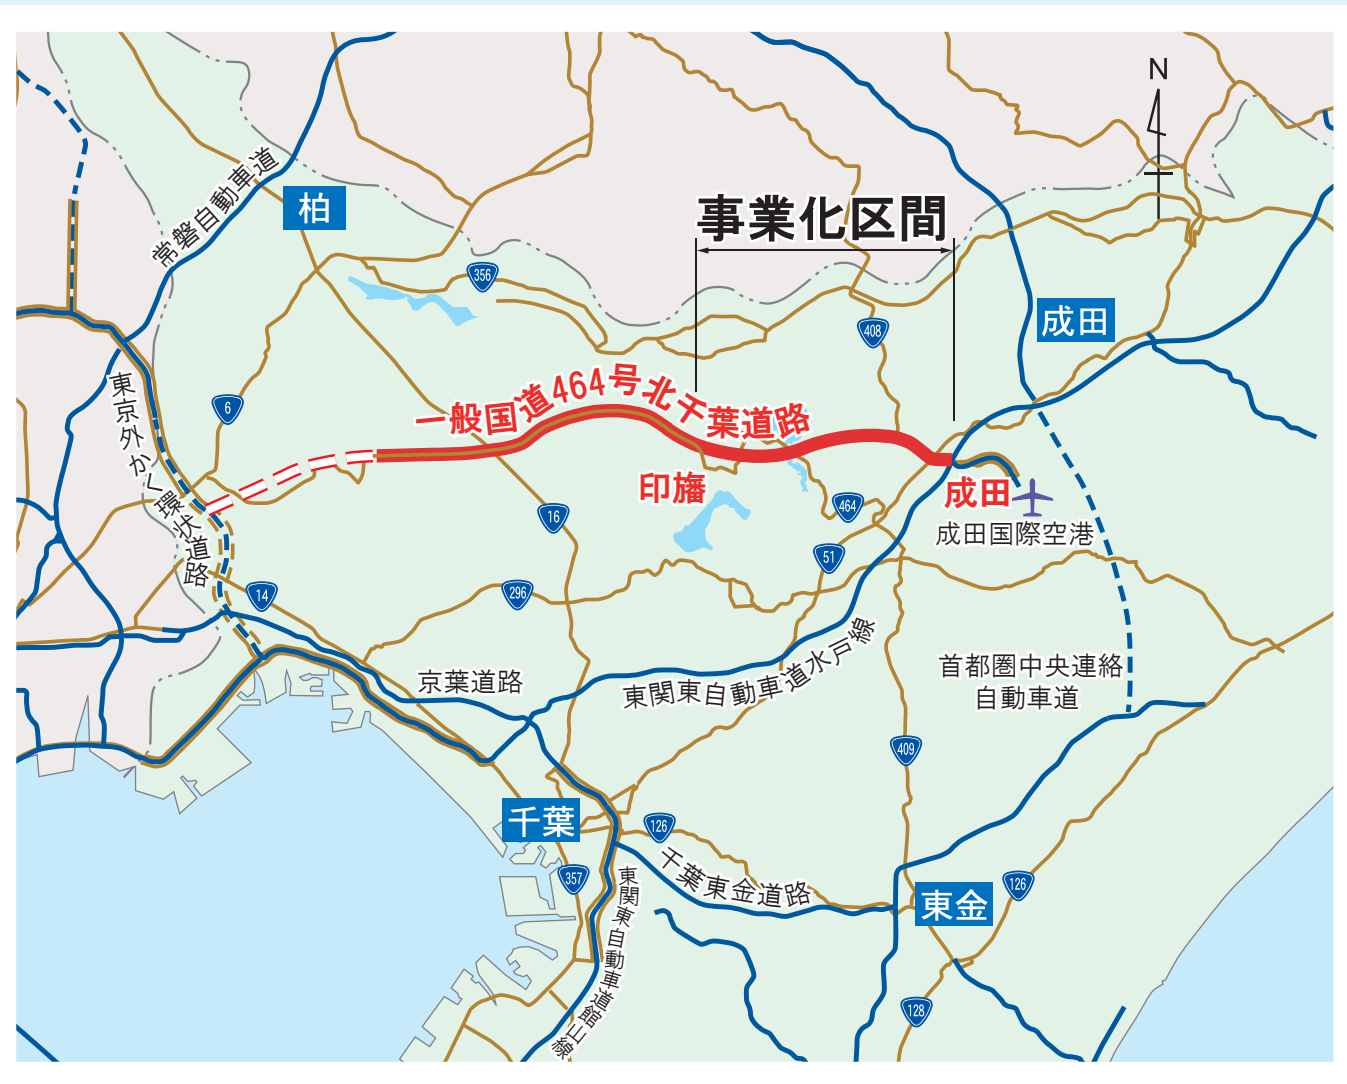 N
常磐自動車道
柏
事業化区間
356
408
成田
東京外かく環状道路
6
一般国道464号北千葉道路
印旛
成田
成田国際空港
16
464
51
14
296
京葉道路
東関東自動車道水戸線
首都圏中央連絡
自動車道
409
千葉
126
千葉東金道路
357
東関東自動車道館山線
東金
126
128